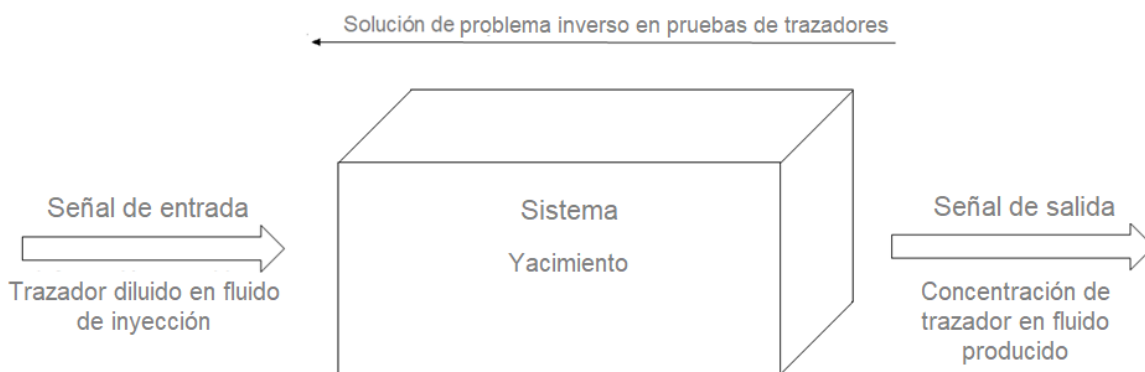 Solución de problema inverso en pruebas de trazadores
Señal de entrada
Trazador diluido en fluido
de inyección
Sistema
Yacimiento
Señal de salida
Concentración de
trazador en fluido
producido